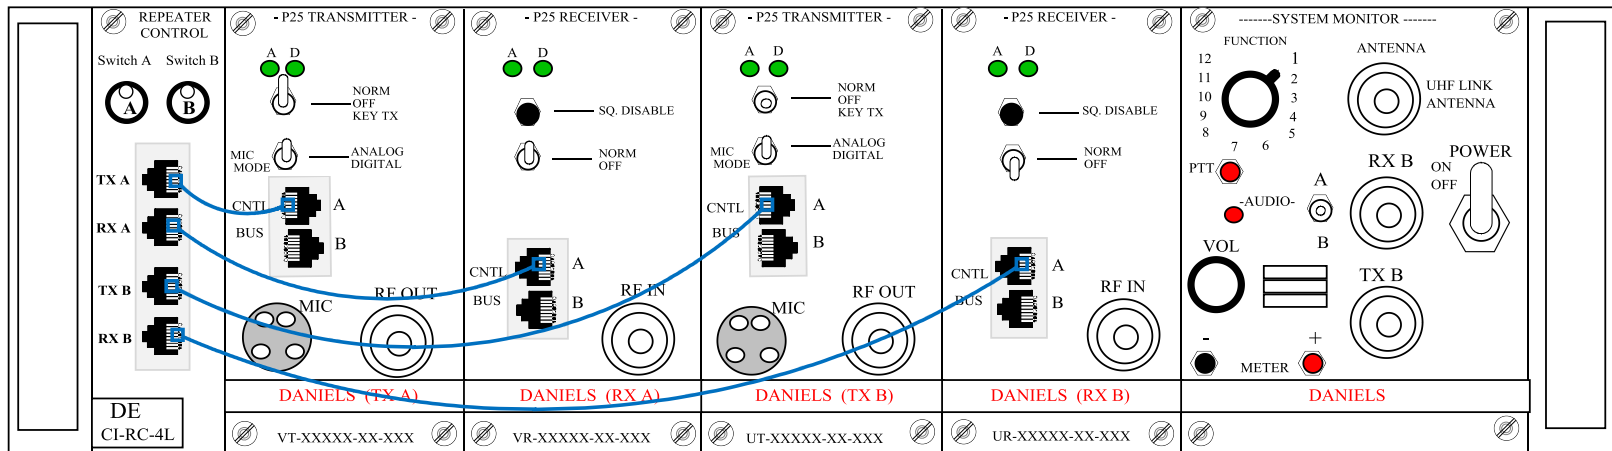 REPEATER
CONTROL
Switch A
Switch B
A
B
TX A
RX A
TX B
RX B
DE
CI-RC-4L
- P25 TRANSMITTER -
A D
NORM
OFF
KEY TX
MIC
MODE
ANALOG
DIGITAL
CNTL
BUS
A
B
MIC
RF OUT
DANIELS (TX A)
VT-XXXXX-XX-XXX
- P25 RECEIVER -
A D
SQ. DISABLE
NORM
OFF
CNTL
BUS
A
B
RF IN
DANIELS (RX A)
VR-XXXXX-XX-XXX
- P25 TRANSMITTER -
A D
NORM
OFF
KEY TX
MIC
MODE
ANALOG
DIGITAL
CNTL
BUS
A
B
MIC
RF OUT
DANIELS (TX B)
UT-XXXXX-XX-XXX
- P25 RECEIVER -
A D
SQ. DISABLE
NORM
OFF
CNTL
BUS
A
B
RF IN
DANIELS (RX B)
UR-XXXXX-XX-XXX
-------SYSTEM MONITOR -------
FUNCTION
12
11
10
9
8
7
6
5
4
3
2
1
ANTENNA
UHF LINK
ANTENNA
PTT
-AUDIO-
A
B
RX B
POWER
ON
OFF
VOL
TX B
-
METER
+
DANIELS